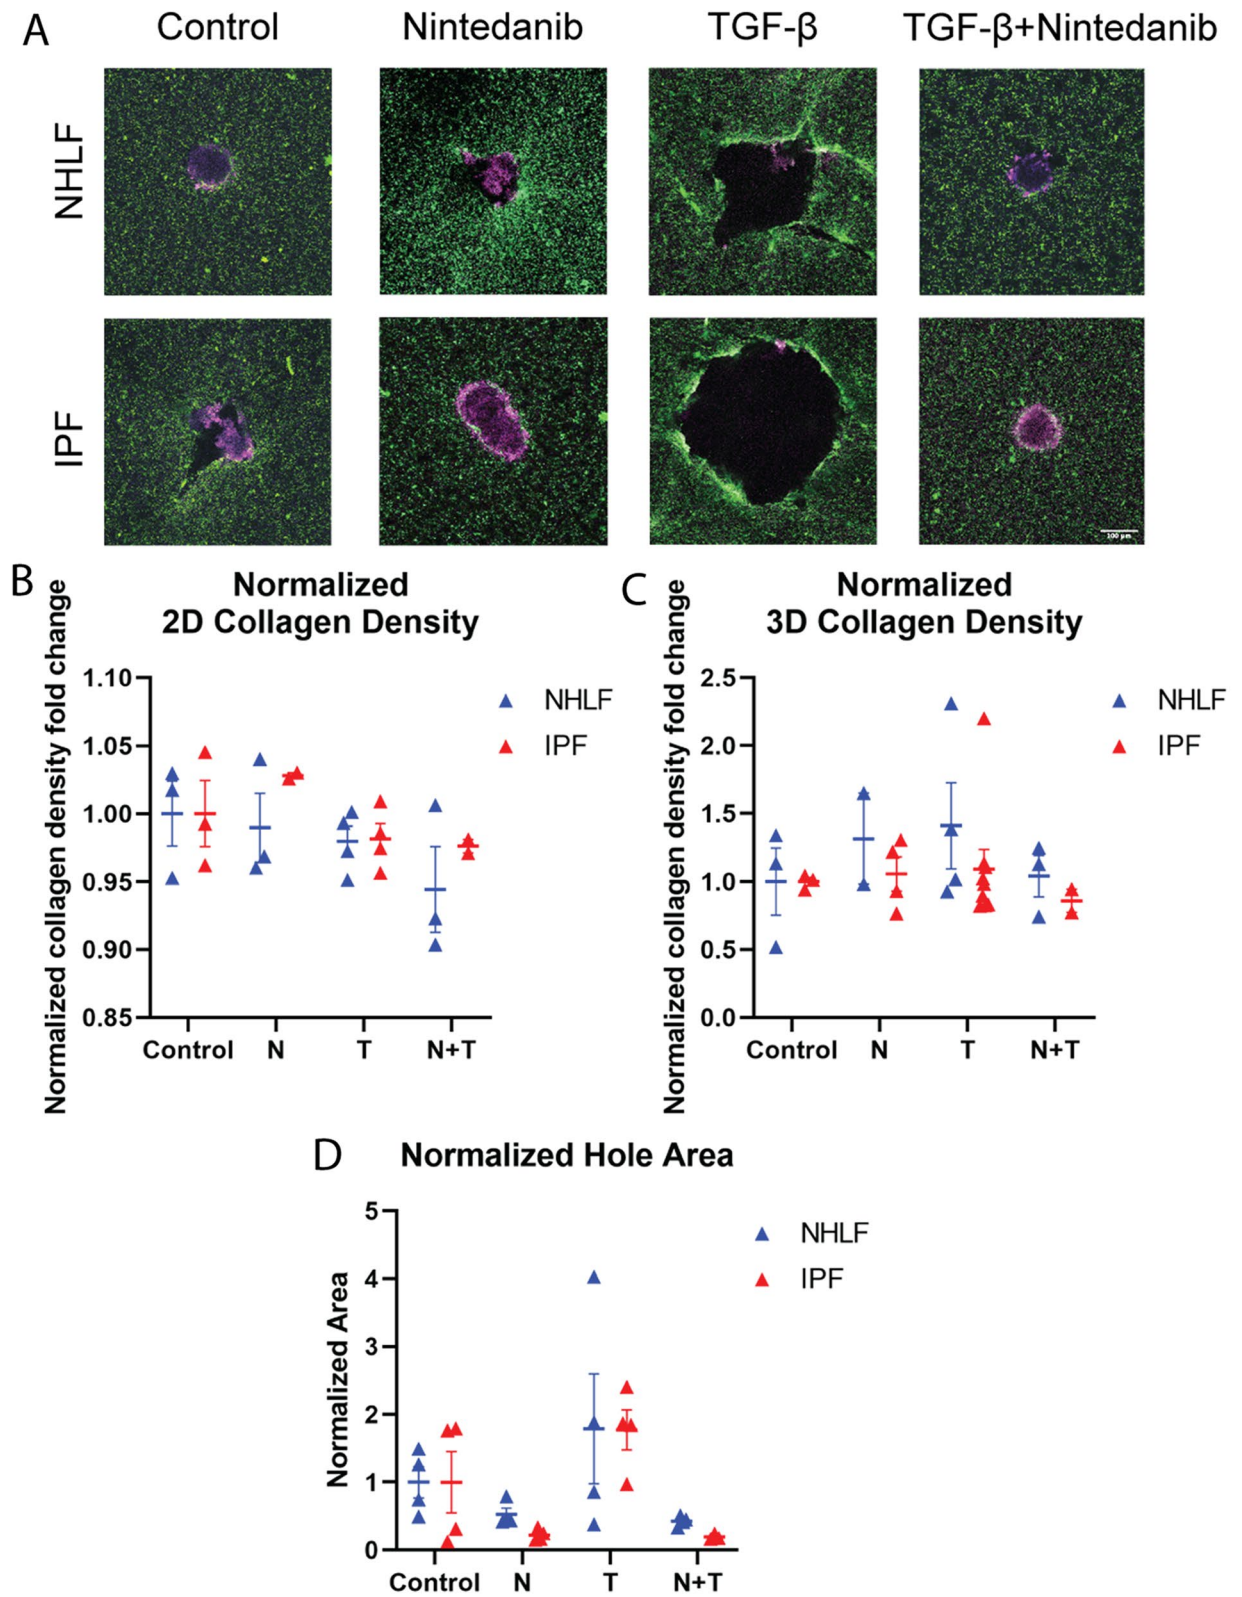 A
Control Nintedanib TGF-β TGF-β+Nintedanib
NHLF
IPF
100 μm
B
Normalized
2D Collagen Density
Normalized collagen density fold change
1.10
1.05
1.00
0.95
0.90
0.85
Control N T N+T
NHLF
IPF
C
Normalized
3D Collagen Density
Normalized collagen density fold change
2.5
2.0
1.5
1.0
0.5
0.0
Control N T N+T
NHLF
IPF
D
Normalized Hole Area
Normalized Area
5
4
3
2
1
0
Control N T N+T
NHLF
IPF